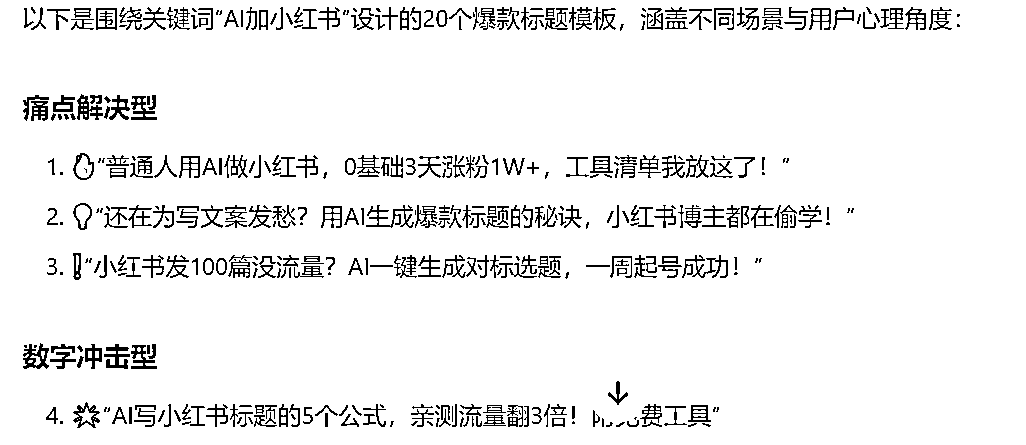 以下是围绕关键词“AI加小红书”设计的20个爆款标题模板，涵盖不同场景与用户心理角度：
痛点解决型
1. “普通人用AI做小红书，0基础3天涨粉1W+，工具清单我放这了！”
2. “还在为写文案发愁？用AI生成爆款标题的秘诀，小红书博主都在偷学！”
3. “小红书发100篇没流量？AI一键生成对标选题，一周起号成功！”
数字冲击型
4. “AI写小红书标题的5个公式，亲测流量翻3倍！费工具”